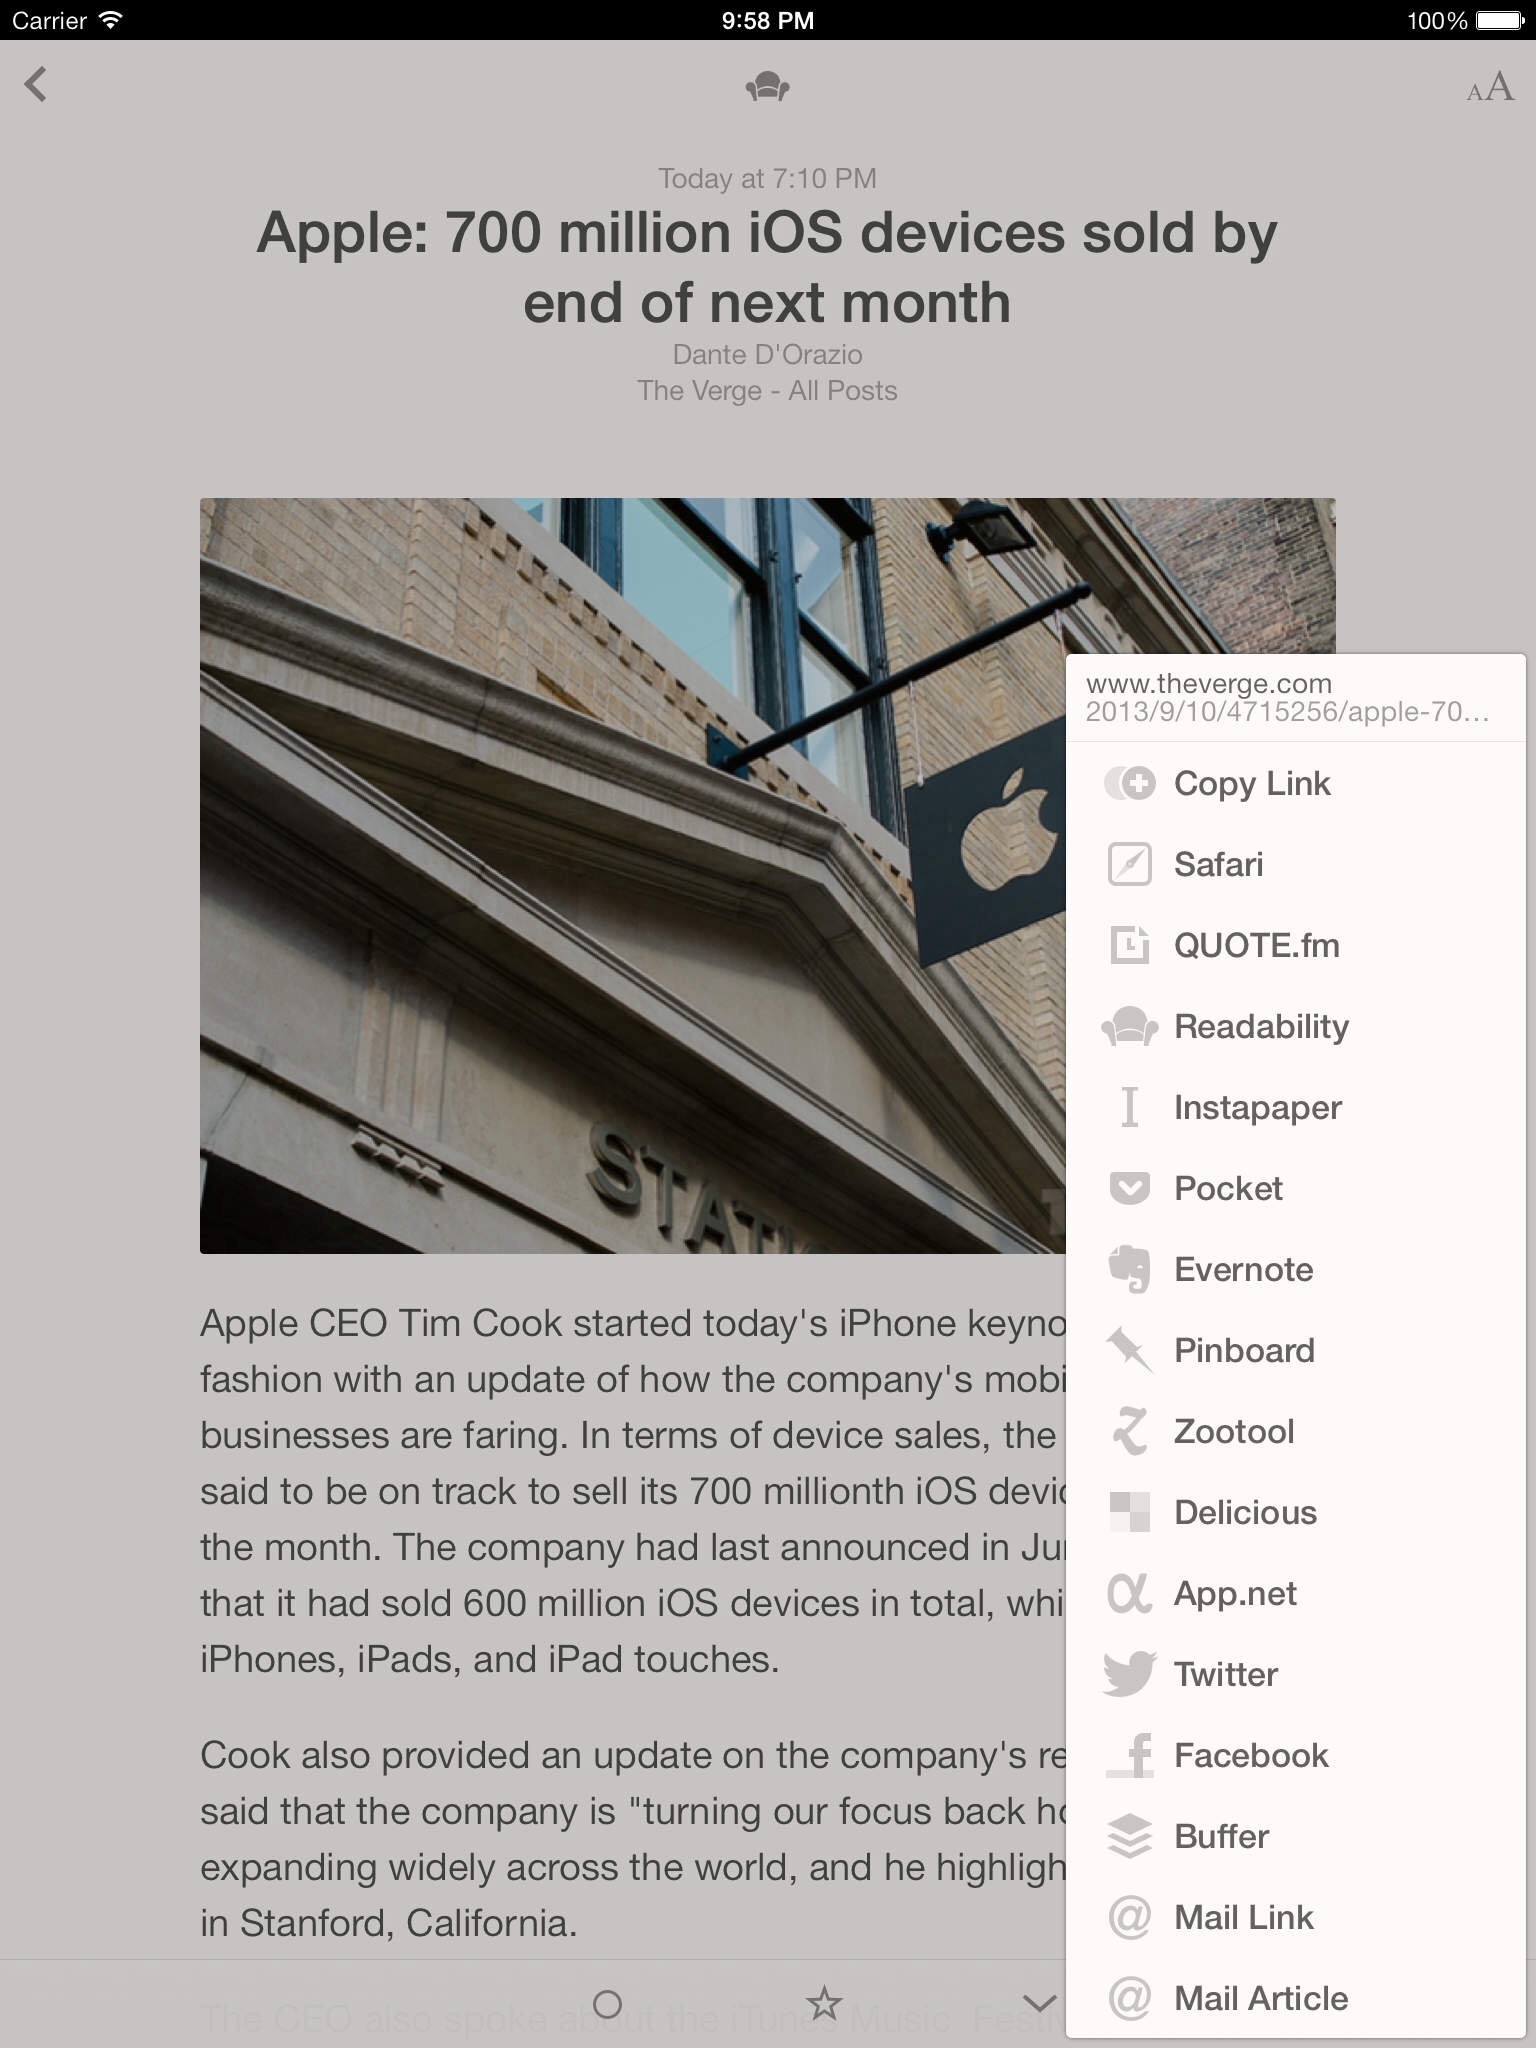 Carrier
9:58 PM
100%
AA
Today at 7:10 PM
Apple: 700 million iOS devices sold by
end of next month
Dante D'Orazio
The Verge - All Posts
STATI
Apple CEO Tim Cook started today's iPhone keyno
fashion with an update of how the company's mobi
businesses are faring. In terms of device sales, the
said to be on track to sell its 700 millionth iOS devic
the month. The company had last announced in Jun
that it had sold 600 million iOS devices in total, whi
iPhones, iPads, and iPad touches.
Cook also provided an update on the company's re
said that the company is "turning our focus back ho
expanding widely across the world, and he highligh
in Stanford, California.
The CEO also spoke about the iTunes Music Festiv
www.theverge.com
2013/9/10/4715256/apple-70...
Copy Link
Safari
QUOTE.fm
Readability
Instapaper
Pocket
Evernote
Pinboard
Zootool
Delicious
App.net
Twitter
Facebook
Buffer
Mail Link
Mail Article